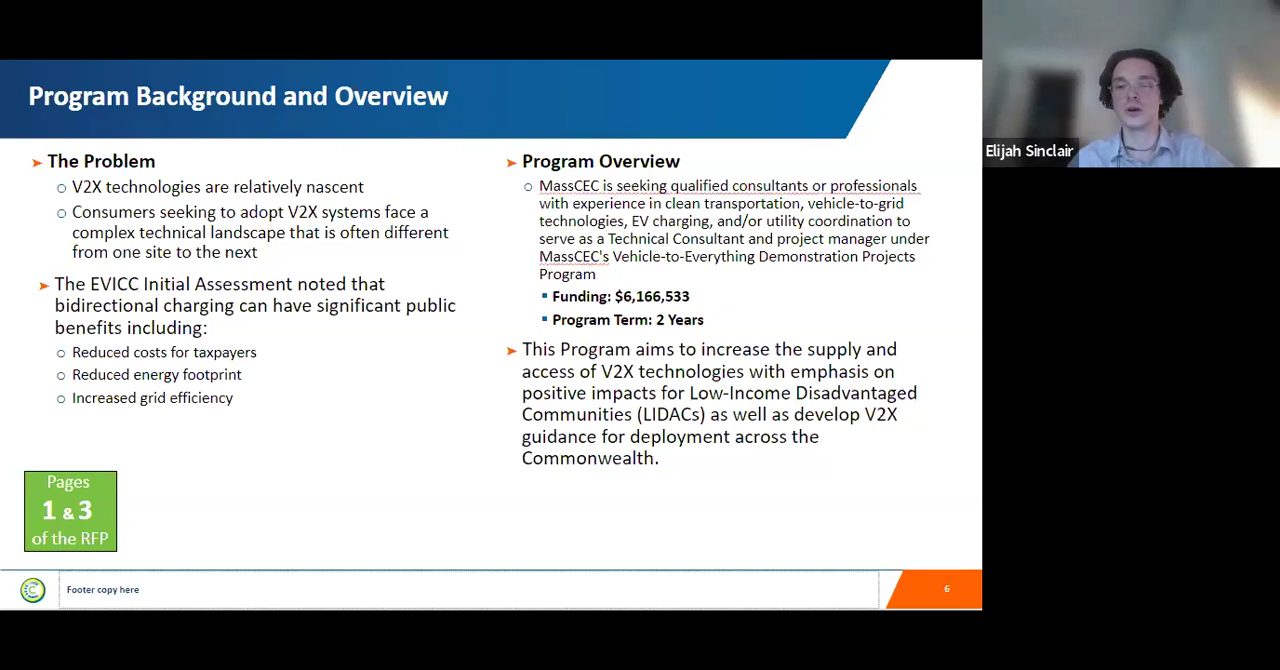 Program Background and Overview
The Problem
V2X technologies are relatively nascent
Consumers seeking to adopt V2X systems face a
complex technical landscape that is often different
from one site to the next
The EVICC Initial Assessment noted that
bidirectional charging can have significant public
benefits including:
Reduced costs for taxpayers
Reduced energy footprint
Increased grid efficiency
Pages
1 & 3
of the RFP
Program Overview
MassCEC is seeking qualified consultants or professionals
with experience in clean transportation, vehicle-to-grid
technologies, EV charging, and/or utility coordination to
serve as a Technical Consultant and project manager under
MassCEC's Vehicle-to-Everything Demonstration Projects
Program
Funding: $6,166,533
Program Term: 2 Years
This Program aims to increase the supply and
access of V2X technologies with emphasis on
positive impacts for Low-Income Disadvantaged
Communities (LIDACs) as well as develop V2X
guidance for deployment across the
Commonwealth.
Footer copy here
6
Elijah Sinclair